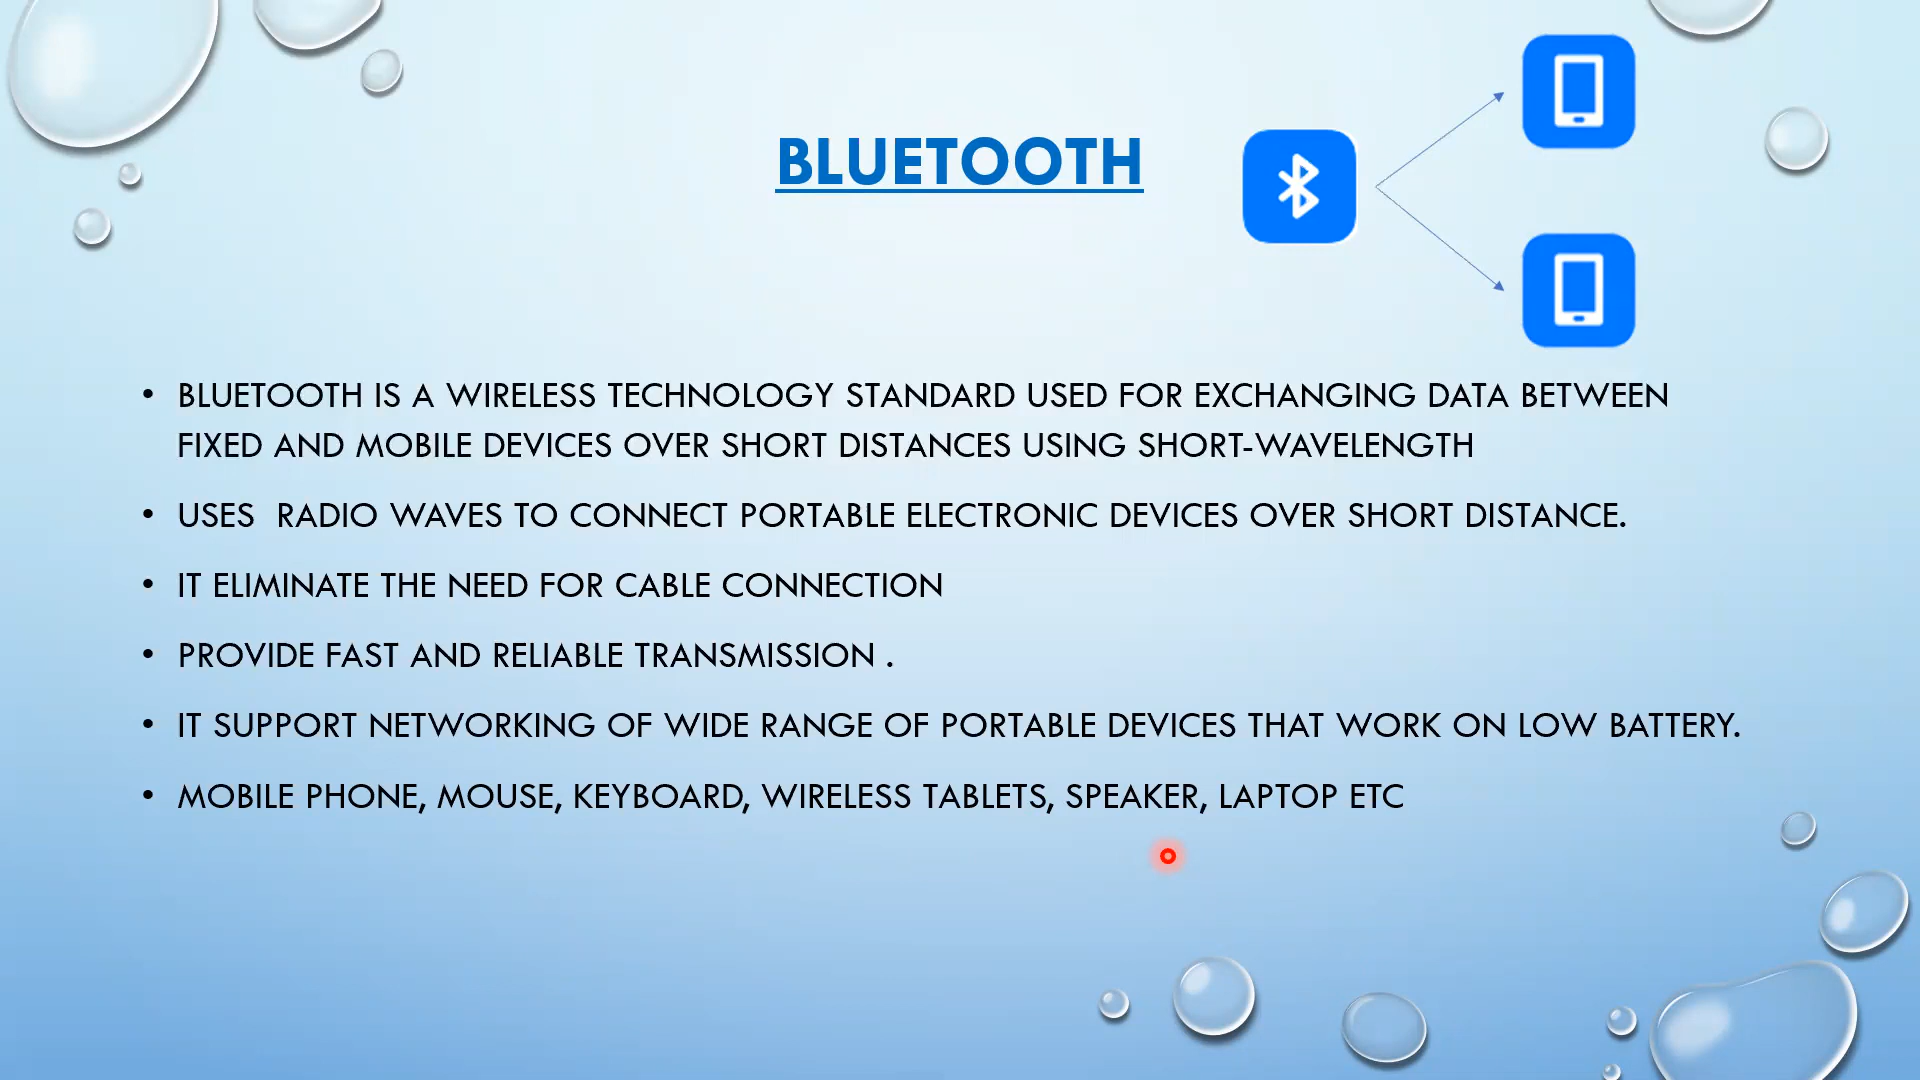 BLUETOOTH
• BLUETOOTH IS A WIRELESS TECHNOLOGY STANDARD USED FOR EXCHANGING DATA BETWEEN
FIXED AND MOBILE DEVICES OVER SHORT DISTANCES USING SHORT-WAVELENGTH
• USES  RADIO WAVES TO CONNECT PORTABLE ELECTRONIC DEVICES OVER SHORT DISTANCE.
• IT ELIMINATE THE NEED FOR CABLE CONNECTION
• PROVIDE FAST AND RELIABLE TRANSMISSION .
• IT SUPPORT NETWORKING OF WIDE RANGE OF PORTABLE DEVICES THAT WORK ON LOW BATTERY.
• MOBILE PHONE, MOUSE, KEYBOARD, WIRELESS TABLETS, SPEAKER, LAPTOP ETC